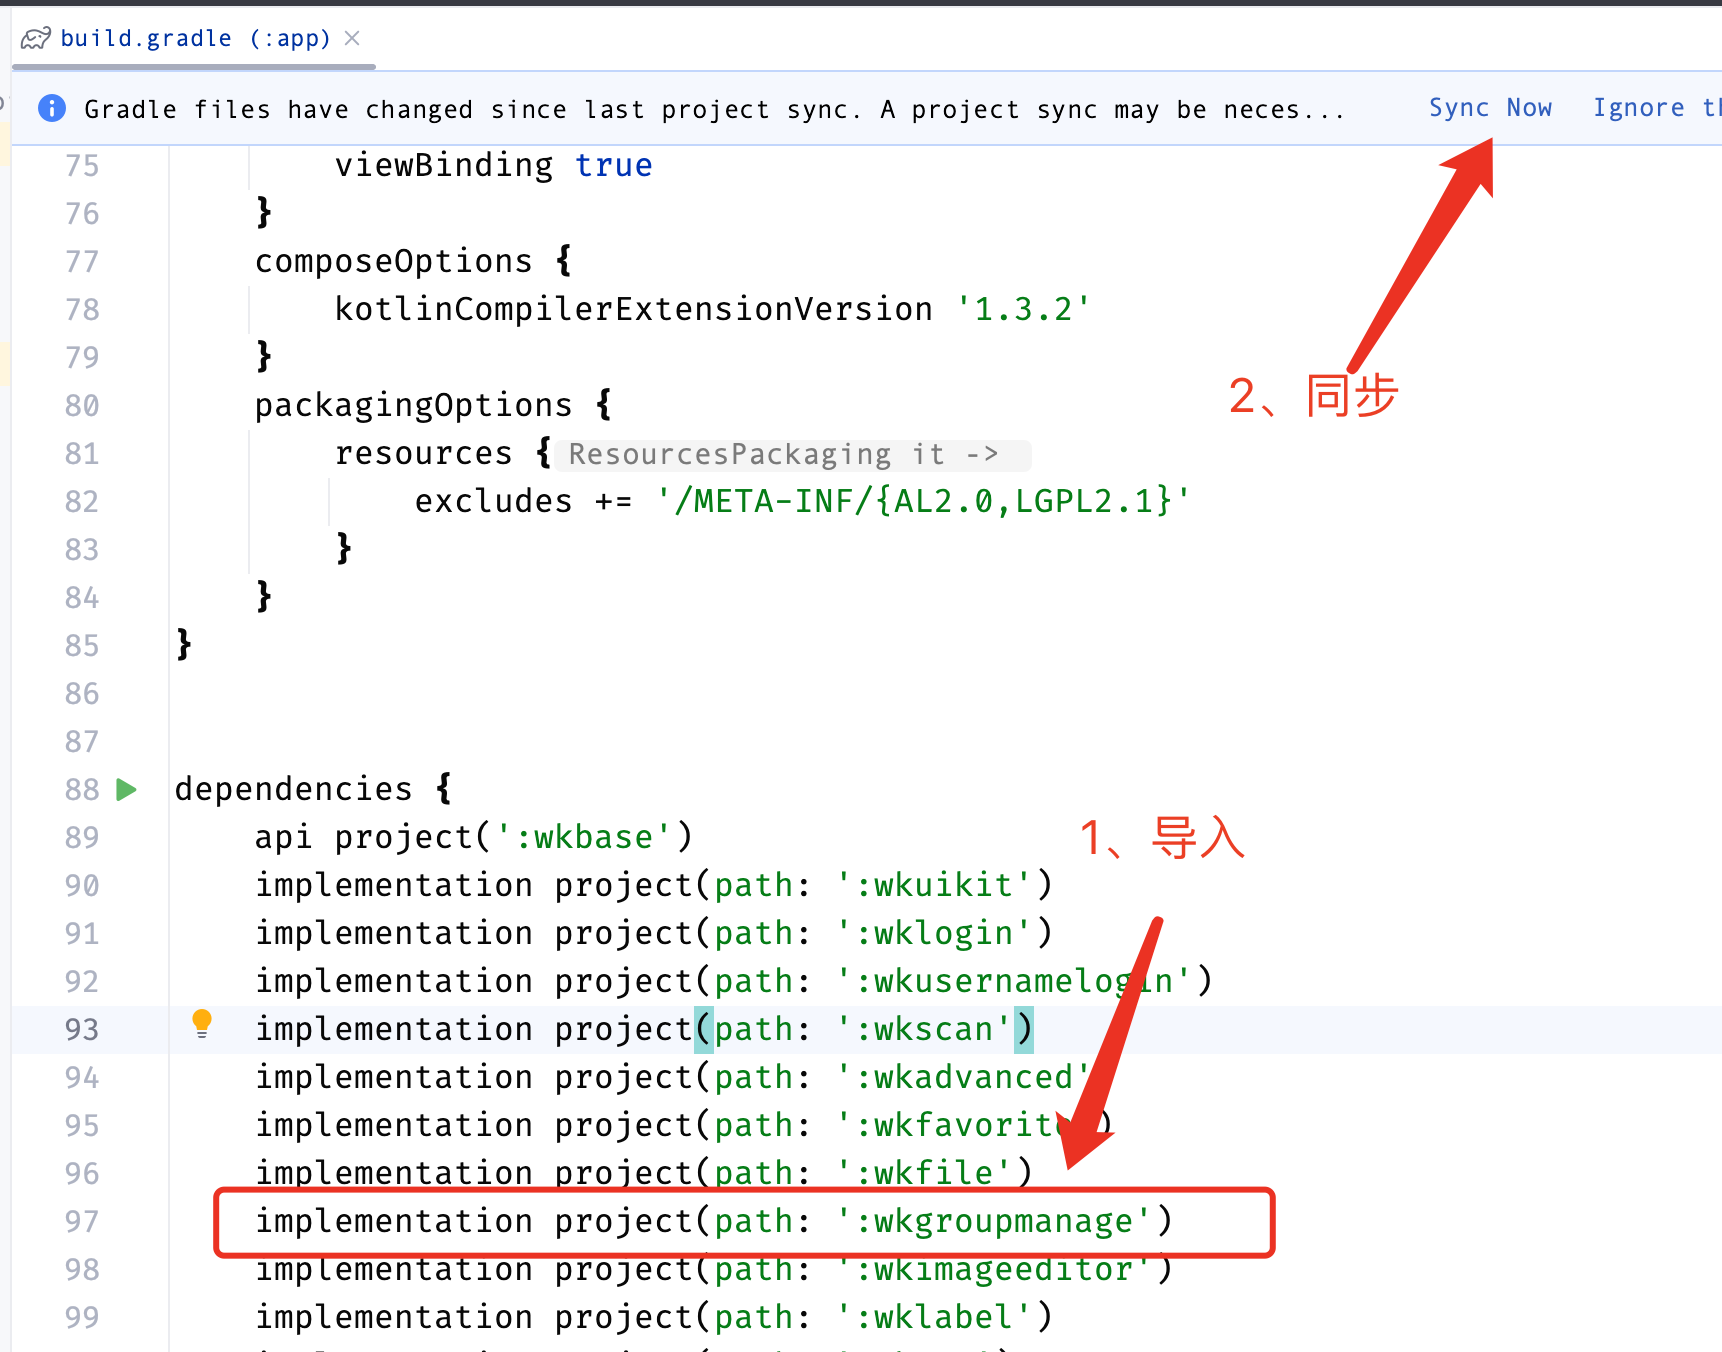 build.gradle (:app)
Gradle files have changed since last project sync. A project sync may be neces... Sync Now Ignore
75 viewBinding true
76 }
77 composeOptions {
78 kotlinCompilerExtensionVersion '1.3.2'
79 }
80 packagingOptions {
2、同步
81 resources { ResourcesPackaging it ->
82 excludes += '/META-INF/{AL2.0,LGPL2.1}'
83 }
84 }
85 }
86
87
88 dependencies {
89 api project(':wkbase')
1、导入
90 implementation project(path: ':wkuikit')
91 implementation project(path: ':wklogin')
92 implementation project(path: ':wkusernamelogin')
93 implementation project(path: ':wkscan')
94 implementation project(path: ':wkadvanced'
95 implementation project(path: ':wkfavorite')
96 implementation project(path: ':wkfile')
97 implementation project(path: ':wkgroupmanage')
98 implementation project(path: ':wkimageeditor')
99 implementation project(path: ':wklabel')